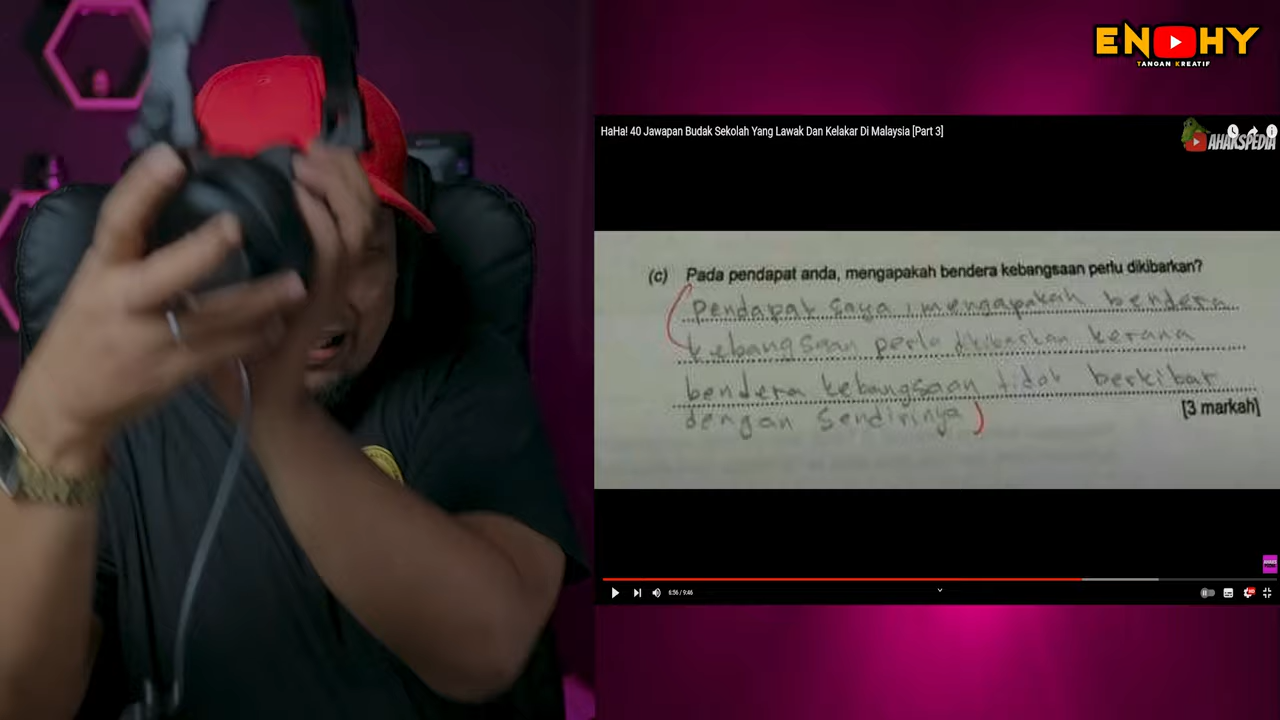 ENOHY
TANGAN KREATIF
HaHa! 40 Jawapan Budak Sekolah Yang Lawak Dan Kelakar Di Malaysia [Part 3]
AHAKSPEDIA
(c) Pada pendapat anda, mengapakah bendera kebangsaan perlu dikibarkan?
Pendapat saya, mengapakah bendera
kebangsaan perlu dikibarkan kerana
bendera kebangsaan tidak berkibar
dengan sendirinya
[3 markah]
6:56 / 9:46